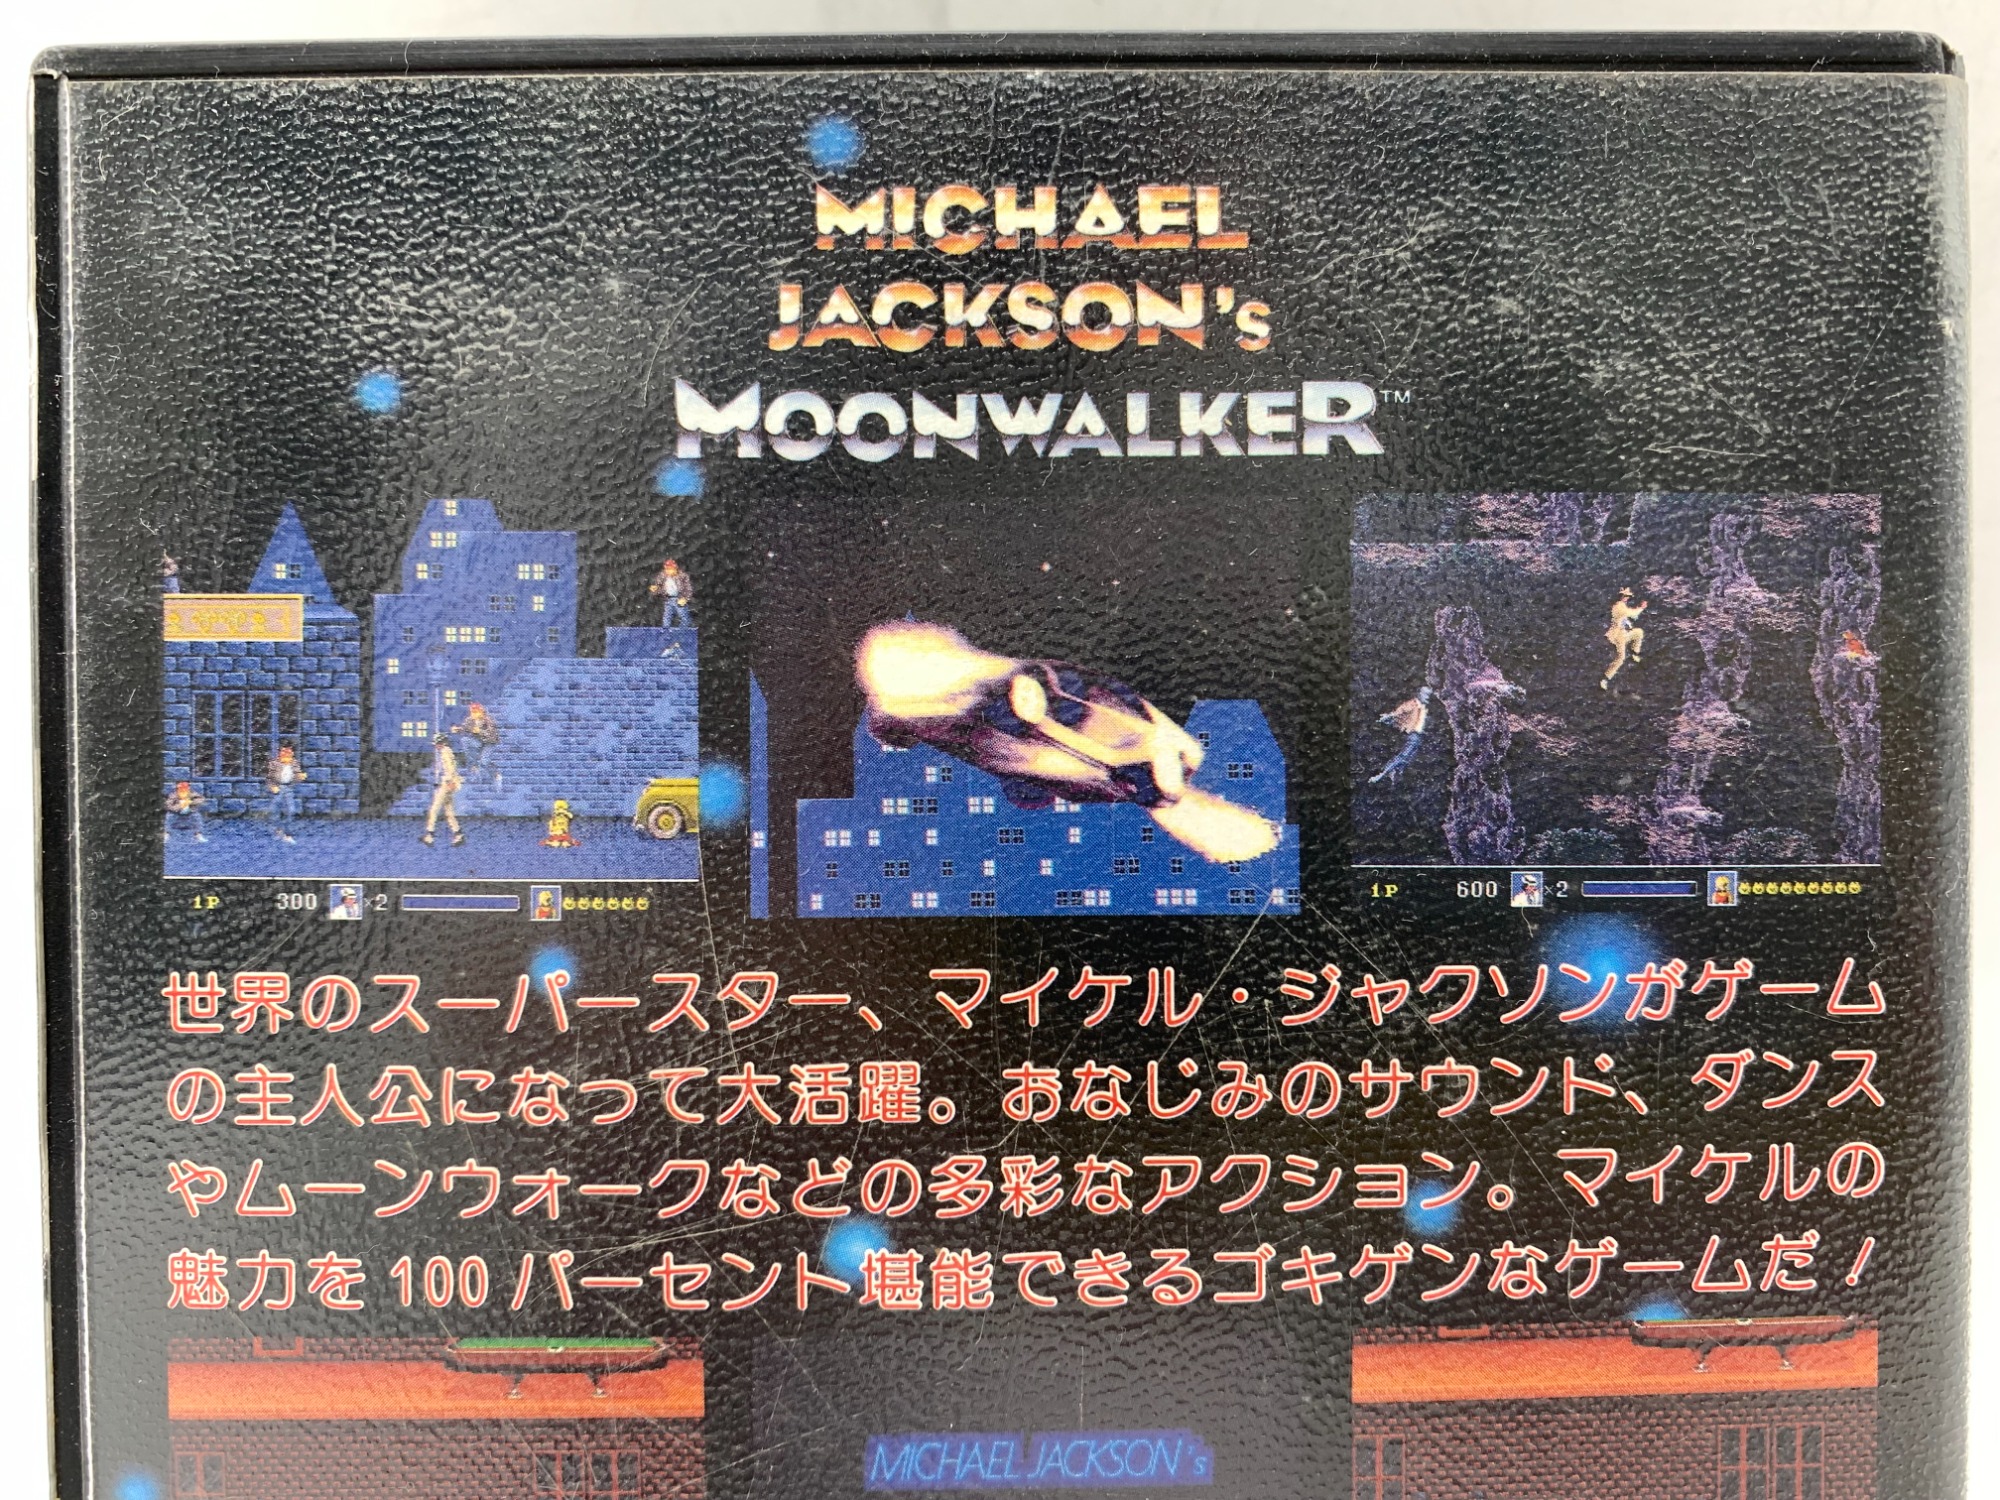 MICHAEL
JACKSON's
MOONWALKER™
1P 300 ×2
1P 600 ×2
世界のスーパースター、マイケル・ジャクソンがゲーム
の主人公になって大活躍。おなじみのサウンド、ダンス
やムーンウォークなどの多彩なアクション。マイケルの
魅力を100パーセント堪能できるゴキゲンなゲームだ！
MICHAEL JACKSON's